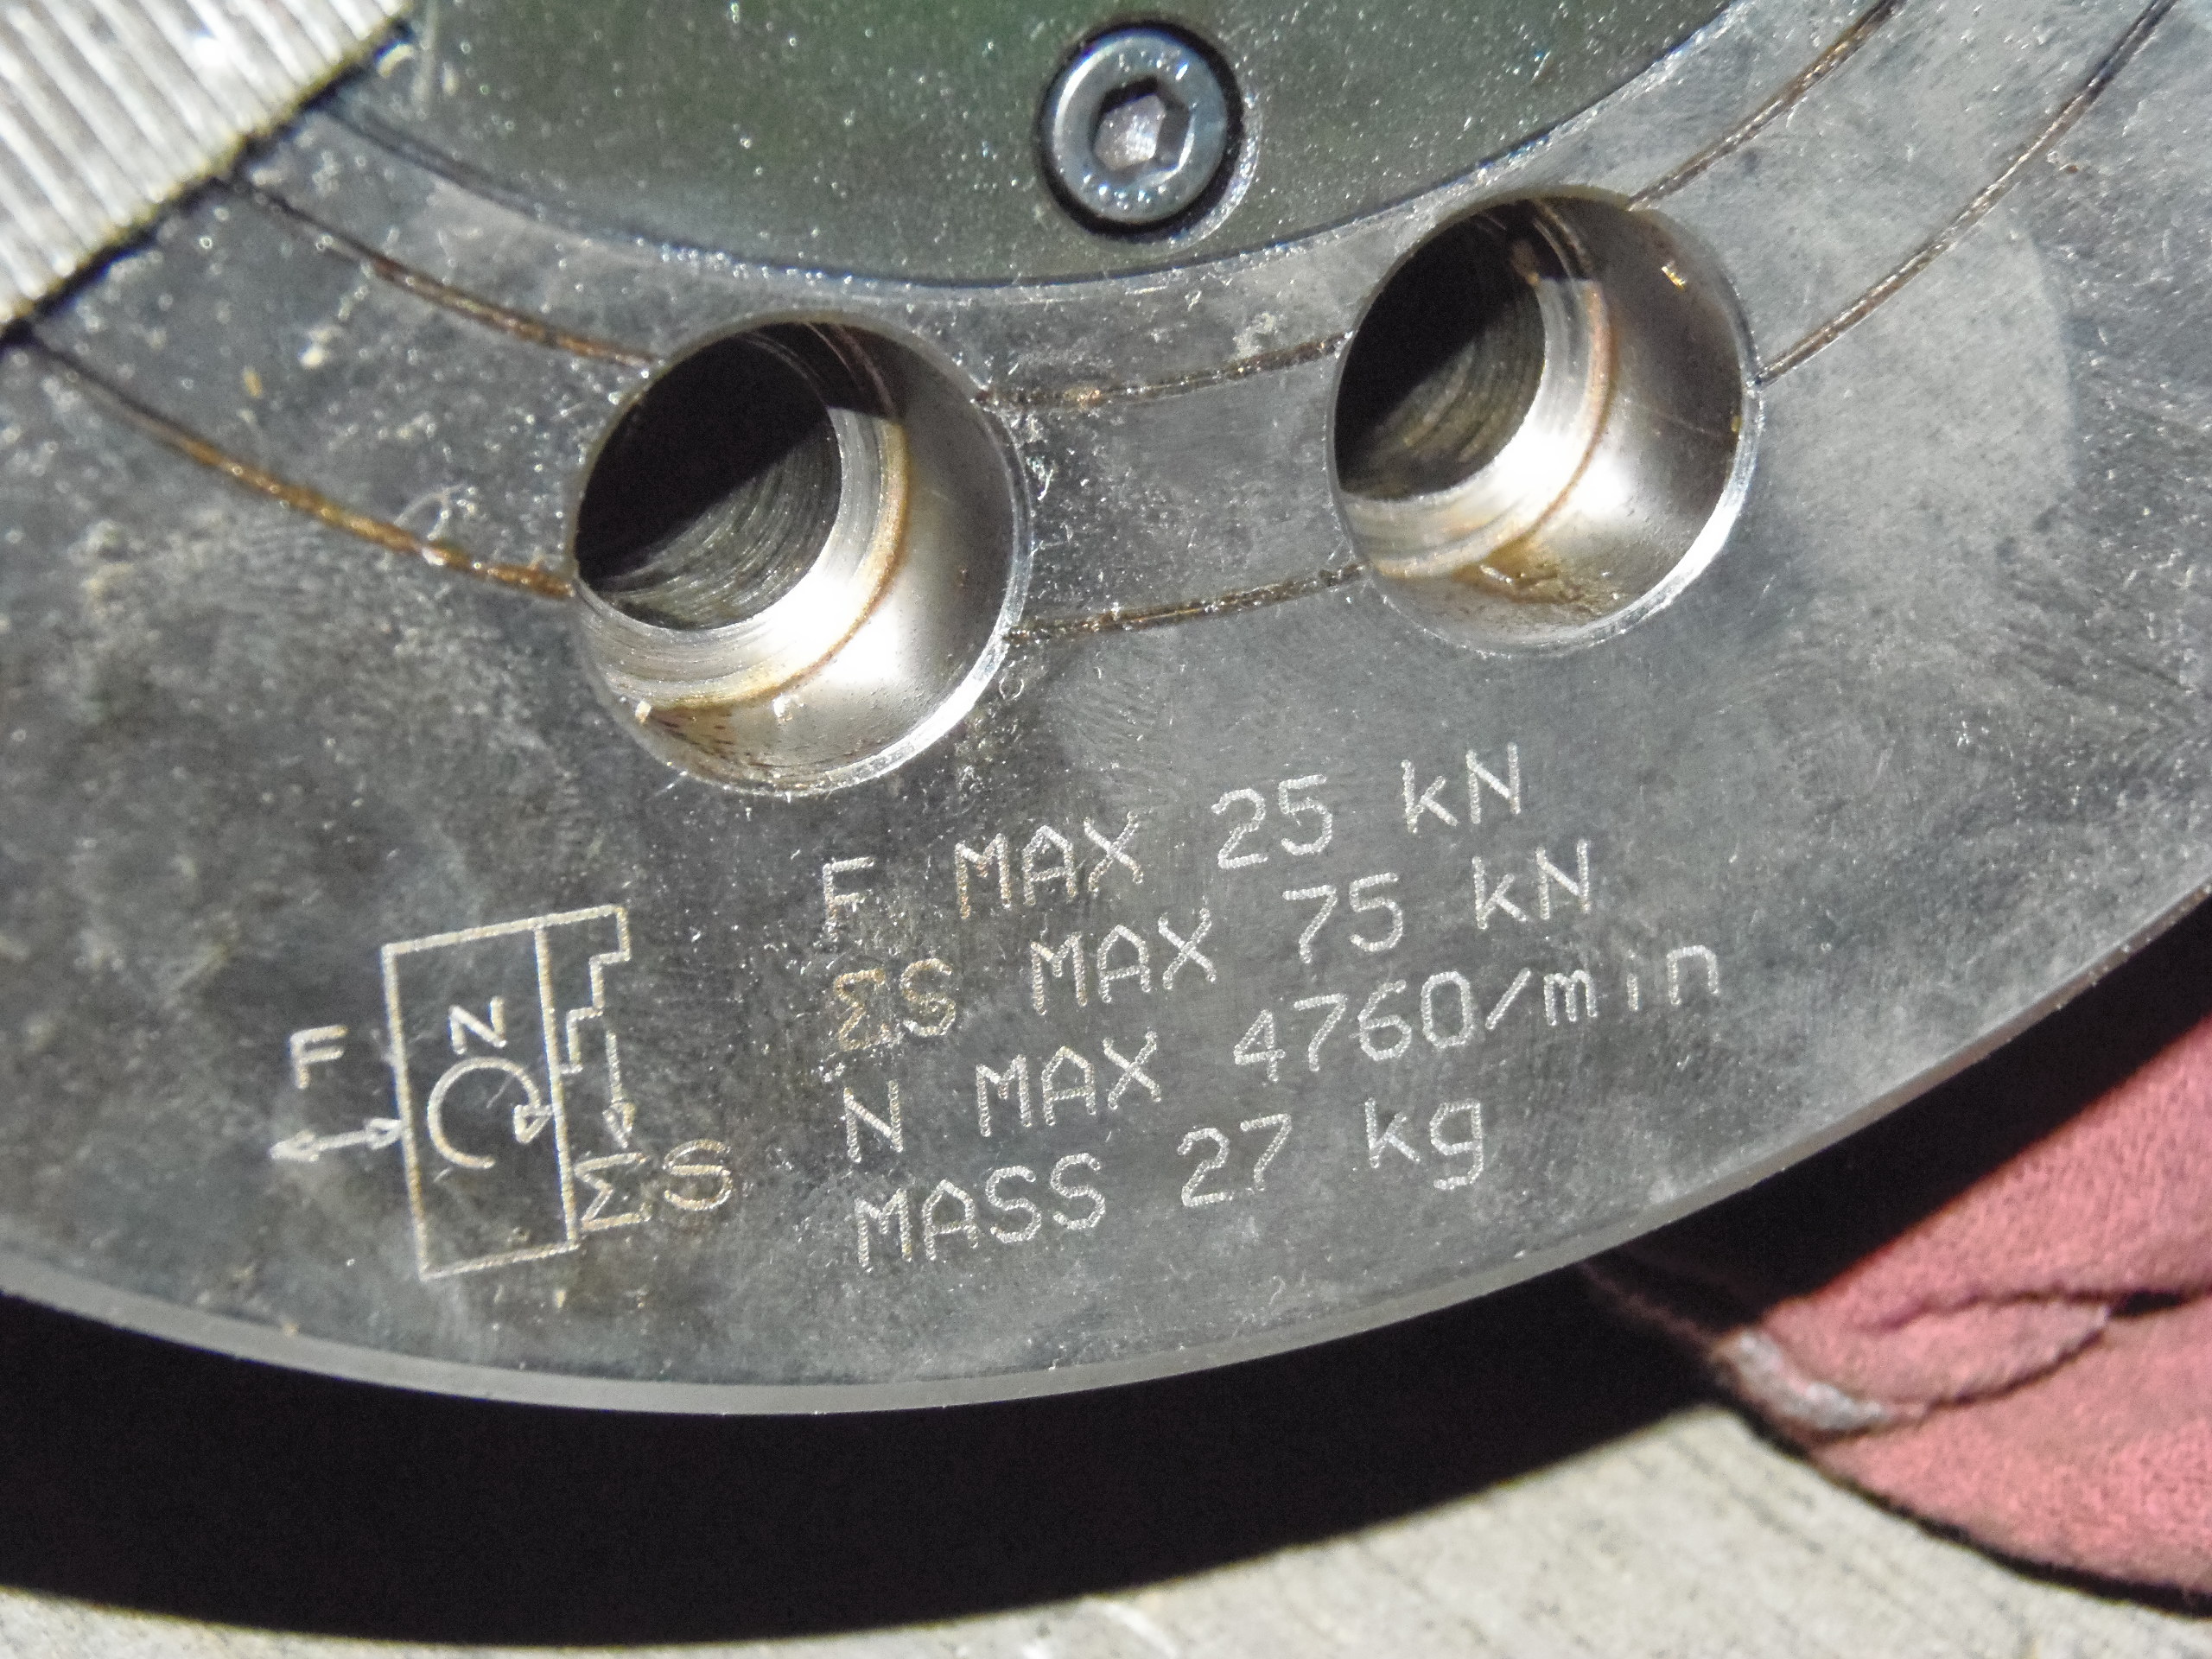 F MAX 25 kN
ΣS MAX 75 kN
N MAX 4760/min
MASS 27 kg
F
N
ΣS